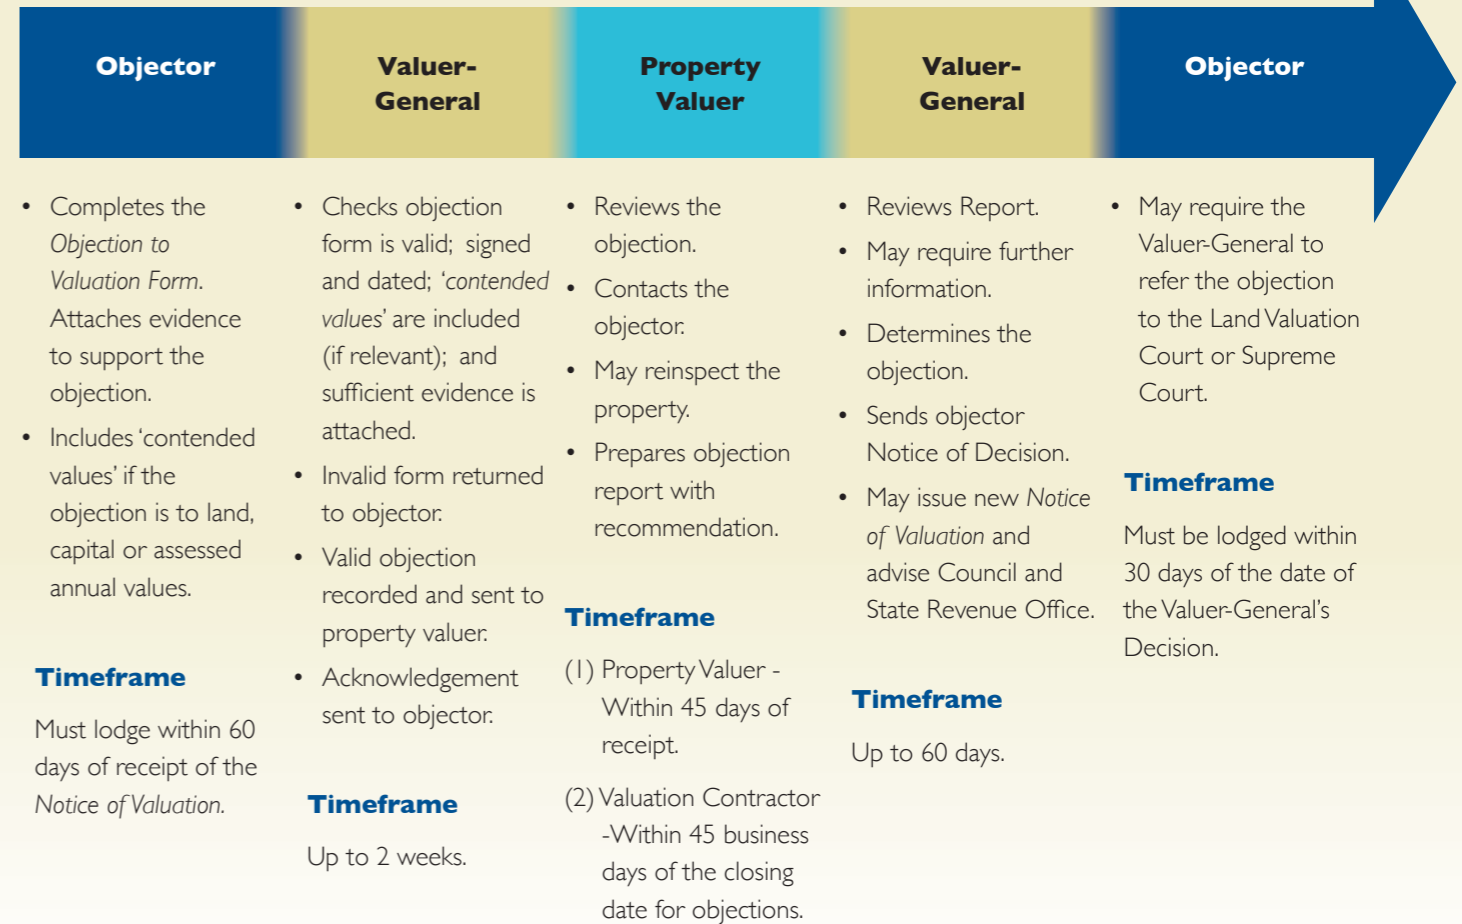 Objector
Valuer-
General
Property
Valuer
Valuer-
General
Objector
• Completes the
Objection to
Valuation Form.
Attaches evidence
to support the
objection.
• Includes ‘contended
values’ if the
objection is to land,
capital or assessed
annual values.
Timeframe
Must lodge within 60
days of receipt of the
Notice of Valuation.
• Checks objection
form is valid; signed
and dated; ‘contended
values’ are included
(if relevant); and
sufficient evidence is
attached.
• Invalid form returned
to objector.
• Valid objection
recorded and sent to
property valuer.
• Acknowledgement
sent to objector.
Timeframe
Up to 2 weeks.
• Reviews the
objection.
• Contacts the
objector.
• May reinspect the
property.
• Prepares objection
report with
recommendation.
Timeframe
(1) Property Valuer -
Within 45 days of
receipt.
(2) Valuation Contractor
-Within 45 business
days of the closing
date for objections.
• Reviews Report.
• May require further
information.
• Determines the
objection.
• Sends objector
Notice of Decision.
• May issue new Notice
of Valuation and
advise Council and
State Revenue Office.
Timeframe
Up to 60 days.
• May require the
Valuer-General to
refer the objection
to the Land Valuation
Court or Supreme
Court.
Timeframe
Must be lodged within
30 days of the date of
the Valuer-General’s
Decision.